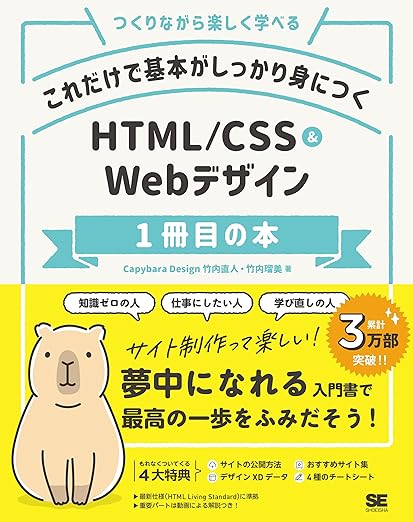 つくりながら楽しく学べる
これだけで基本がしっかり身につく
HTML/CSS &
Webデザイン
1冊目の本
Capybara Design 竹内直人・竹内瑠美 著
知識ゼロの人 仕事にしたい人 学び直しの人
サイト制作って楽しい!
累計
3万部
突破!!
夢中になれる入門書で
最高の一歩をふみだそう!
もれなくついてくる
4大特典
サイトの公開方法 おすすめサイト集
デザインXDデータ 4種のチートシート
▶最新仕様(HTML Living Standard)に準拠
▶重要パートは動画による解説つき!
SE
SHOEISHA